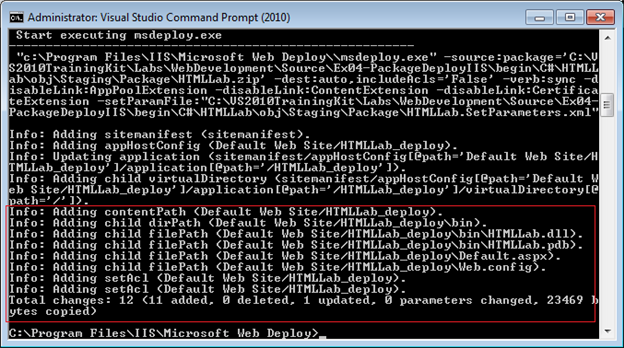 Administrator: Visual Studio Command Prompt (2010)
Start executing msdeploy.exe
-------------------------------------------------------
"c:\Program Files\IIS\Microsoft Web Deploy\\msdeploy.exe" -source:package='C:\V
S2010TrainingKit\Labs\WebDevelopment\Source\Ex04-PackageDeployIIS\begin\C#\HTMLL
ab\obj\Staging\Package\HTMLLab.zip' -dest:auto,includeAcls='False' -verb:sync -d
isableLink:AppPoolExtension -disableLink:ContentExtension -disableLink:Certifica
teExtension -setParamFile:"C:\VS2010TrainingKit\Labs\WebDevelopment\Source\Ex04-
PackageDeployIIS\begin\C#\HTMLLab\obj\Staging\Package\HTMLLab.SetParameters.xml"
Info: Adding sitemanifest (sitemanifest).
Info: Adding appHostConfig (Default Web Site/HTMLLab_deploy).
Info: Updating application (sitemanifest/appHostConfig[@path='Default Web Site/H
TMLLab_deploy']/application[@path='/HTMLLab_deploy']).
Info: Adding child virtualDirectory (sitemanifest/appHostConfig[@path='Default W
eb Site/HTMLLab_deploy']/application[@path='/HTMLLab_deploy']/virtualDirectory[@
path='/']).
Info: Adding contentPath (Default Web Site/HTMLLab_deploy).
Info: Adding child dirPath (Default Web Site/HTMLLab_deploy\bin).
Info: Adding child filePath (Default Web Site/HTMLLab_deploy\bin\HTMLLab.dll).
Info: Adding child filePath (Default Web Site/HTMLLab_deploy\bin\HTMLLab.pdb).
Info: Adding child filePath (Default Web Site/HTMLLab_deploy\Default.aspx).
Info: Adding child filePath (Default Web Site/HTMLLab_deploy\Web.config).
Info: Adding setAcl (Default Web Site/HTMLLab_deploy).
Info: Adding setAcl (Default Web Site/HTMLLab_deploy).
Total changes: 12 (11 added, 0 deleted, 1 updated, 0 parameters changed, 23469 b
ytes copied)
C:\Program Files\IIS\Microsoft Web Deploy>_